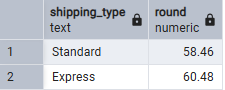 shipping_type text round numeric
1 Standard 58.46
2 Express 60.48